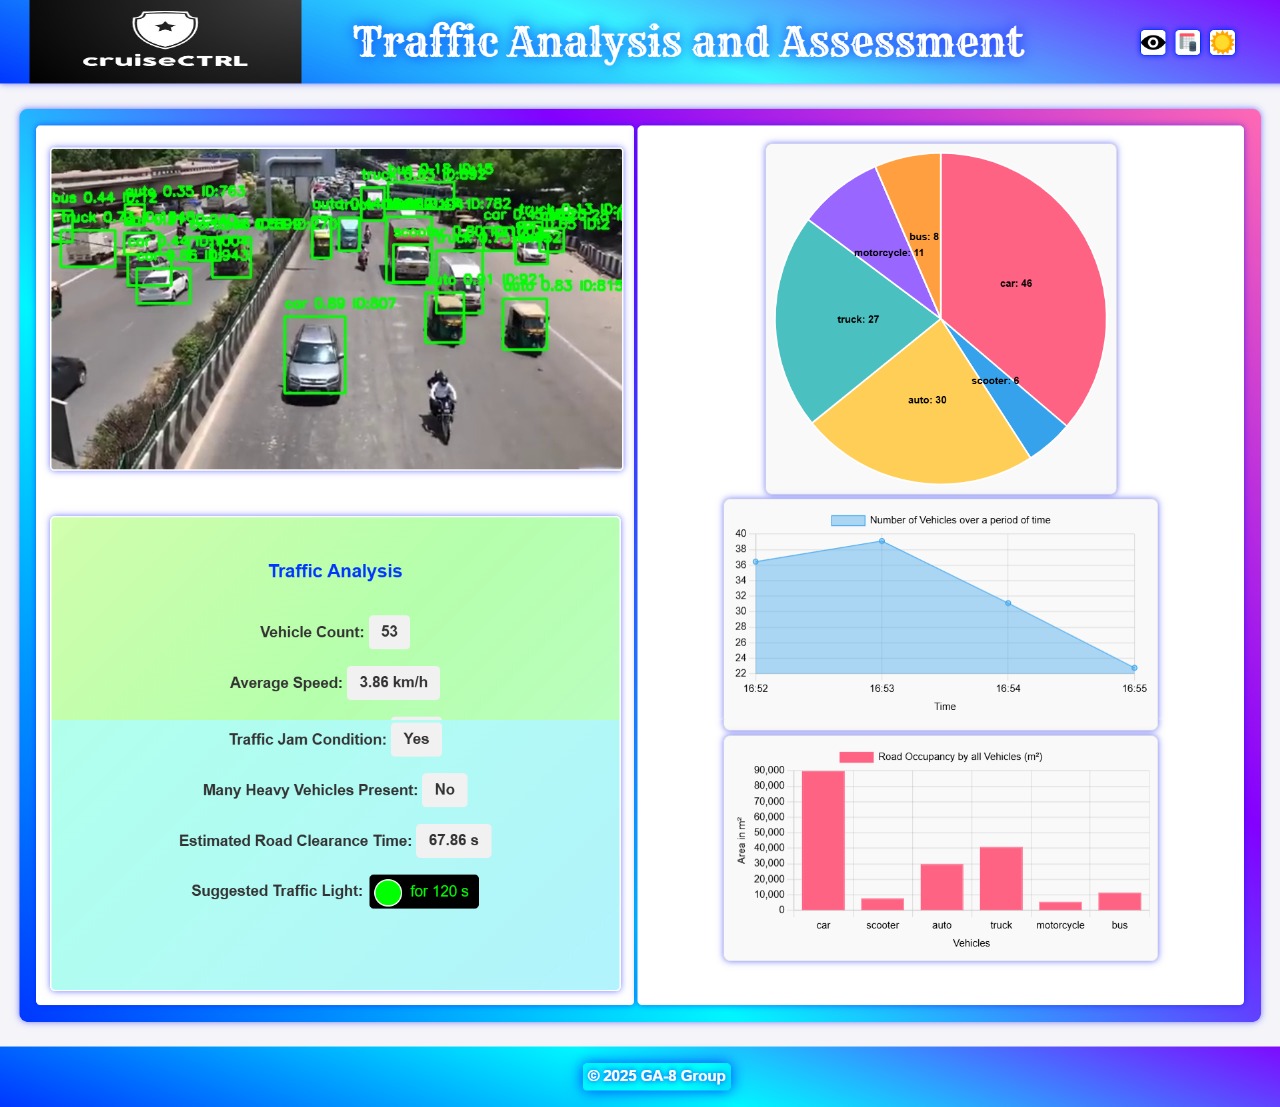 cruiseCTRL
Traffic Analysis and Assessment
bus 0.18 ID:15
auto 0.35 ID:763
bus 0.44
ID:782
car 0.89 ID:807
auto 0.81 ID:921
auto 0.83 ID:815
bus: 8
motorcycle: 11
car: 46
truck: 27
scooter: 6
auto: 30
Traffic Analysis
Vehicle Count: 53
Average Speed: 3.86 km/h
Traffic Jam Condition: Yes
Many Heavy Vehicles Present: No
Estimated Road Clearance Time: 67.86 s
Suggested Traffic Light: for 120 s
Number of Vehicles over a period of time
40
38
36
34
32
30
28
26
24
22
16:52 16:53 16:54 16:55
Time
Road Occupancy by all Vehicles (m²)
Area in m²
90,000
80,000
70,000
60,000
50,000
40,000
30,000
20,000
10,000
0
car scooter auto truck motorcycle bus
Vehicles
© 2025 GA-8 Group